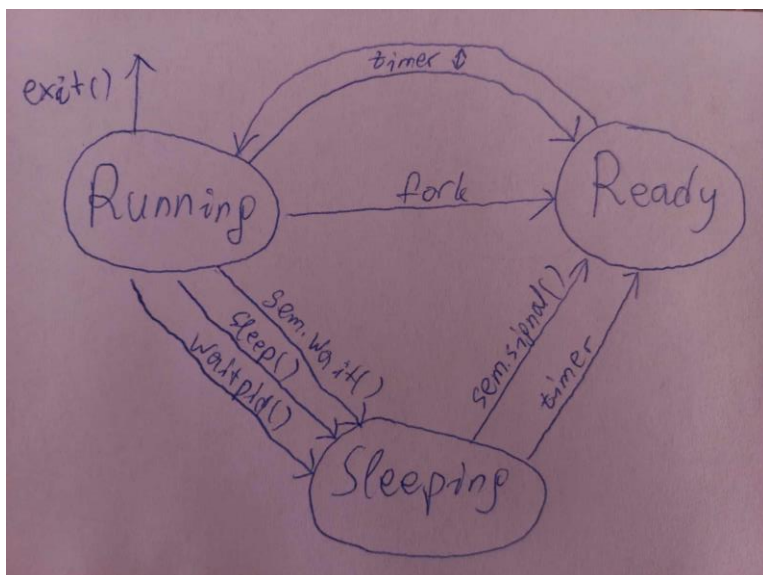 timer ↕
exit()
Running
fork
Ready
sem.wait()
sleep()
waitpid()
sem.signal()
timer
Sleeping